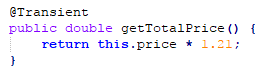 @Transient
public double getTotalPrice() {
    return this.price * 1.21;
}